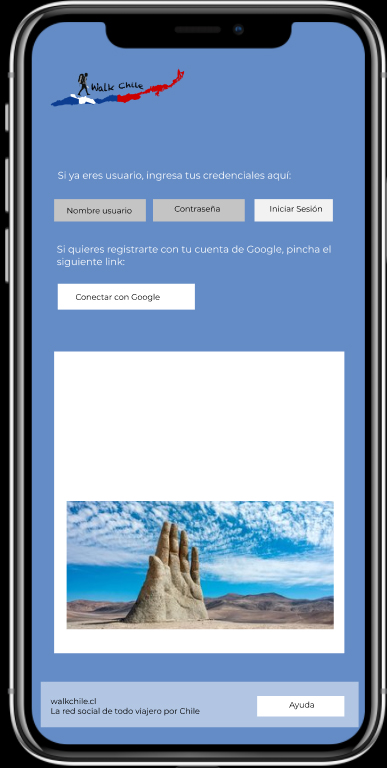 Walk Chile
Si ya eres usuario, ingresa tus credenciales aquí:
Nombre usuario
Contraseña
Iniciar Sesión
Si quieres registrarte con tu cuenta de Google, pincha el
siguiente link:
Conectar con Google
walkchile.cl
La red social de todo viajero por Chile
Ayuda